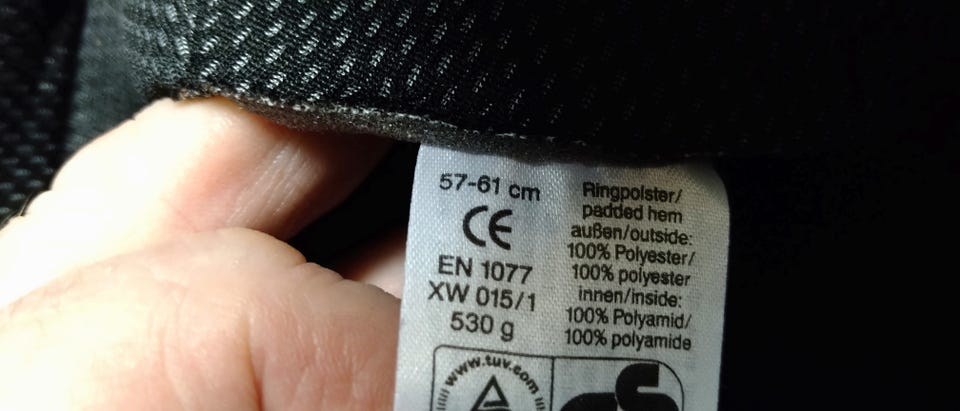 57-61 cm
CE
EN 1077
XW 015/1
530 g
Ringpolster/
padded hem
außen/outside:
100% Polyester/
100% polyester
innen/inside:
100% Polyamid/
100% polyamide
www.tuv.com